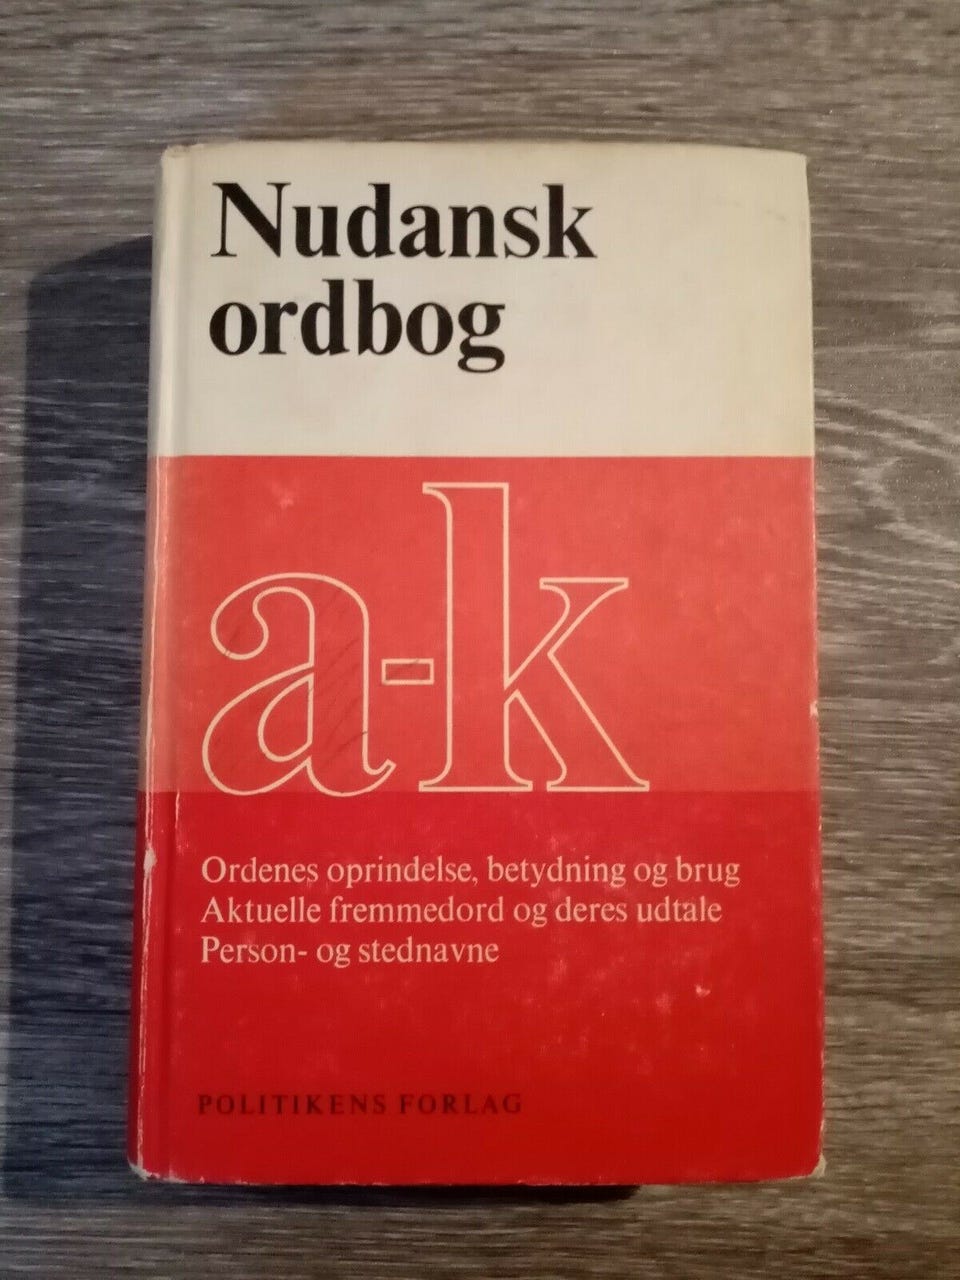 Nudansk
ordbog
a-k
Ordenes oprindelse, betydning og brug
Aktuelle fremmedord og deres udtale
Person- og stednavne
POLITIKENS FORLAG